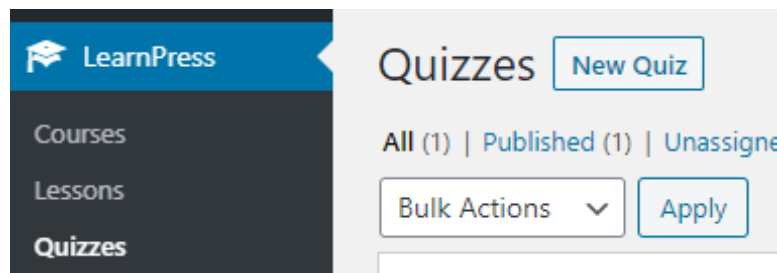 LearnPress
Courses
Lessons
Quizzes
Quizzes New Quiz
All (1) | Published (1) | Unassigne
Bulk Actions Apply